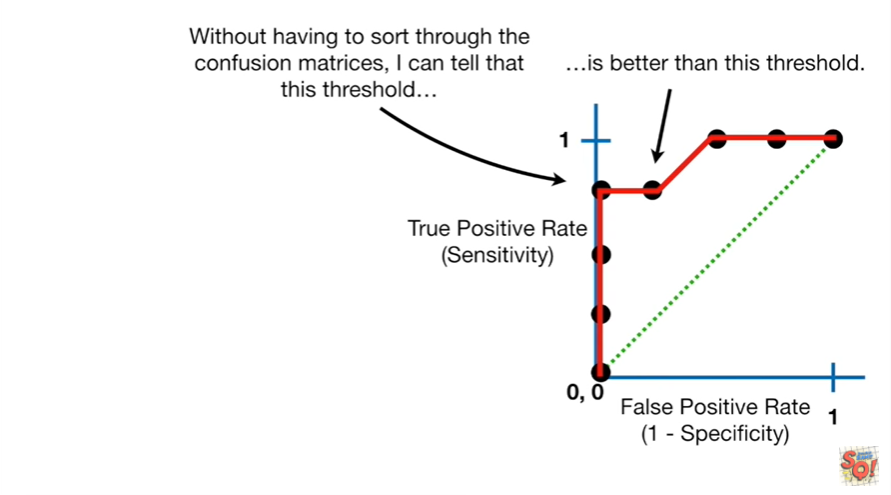 Without having to sort through the
confusion matrices, I can tell that
this threshold…
…is better than this threshold.
1
True Positive Rate
(Sensitivity)
0, 0
False Positive Rate
(1 - Specificity)
1
SQ!